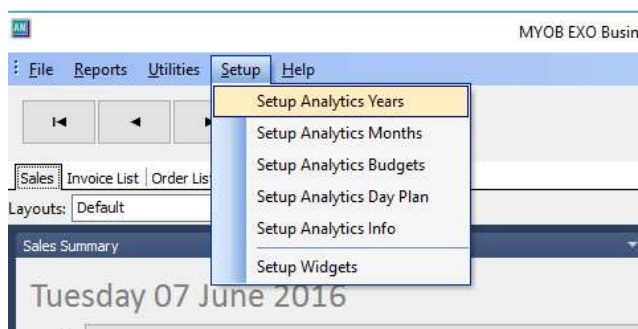 AN
MYOB EXO Busin
File Reports Utilities Setup Help
Setup Analytics Years
Setup Analytics Months
Sales Invoice List Order Lis
Setup Analytics Budgets
Layouts: Default
Setup Analytics Day Plan
Setup Analytics Info
Sales Summary
Setup Widgets
Tuesday 07 June 2016